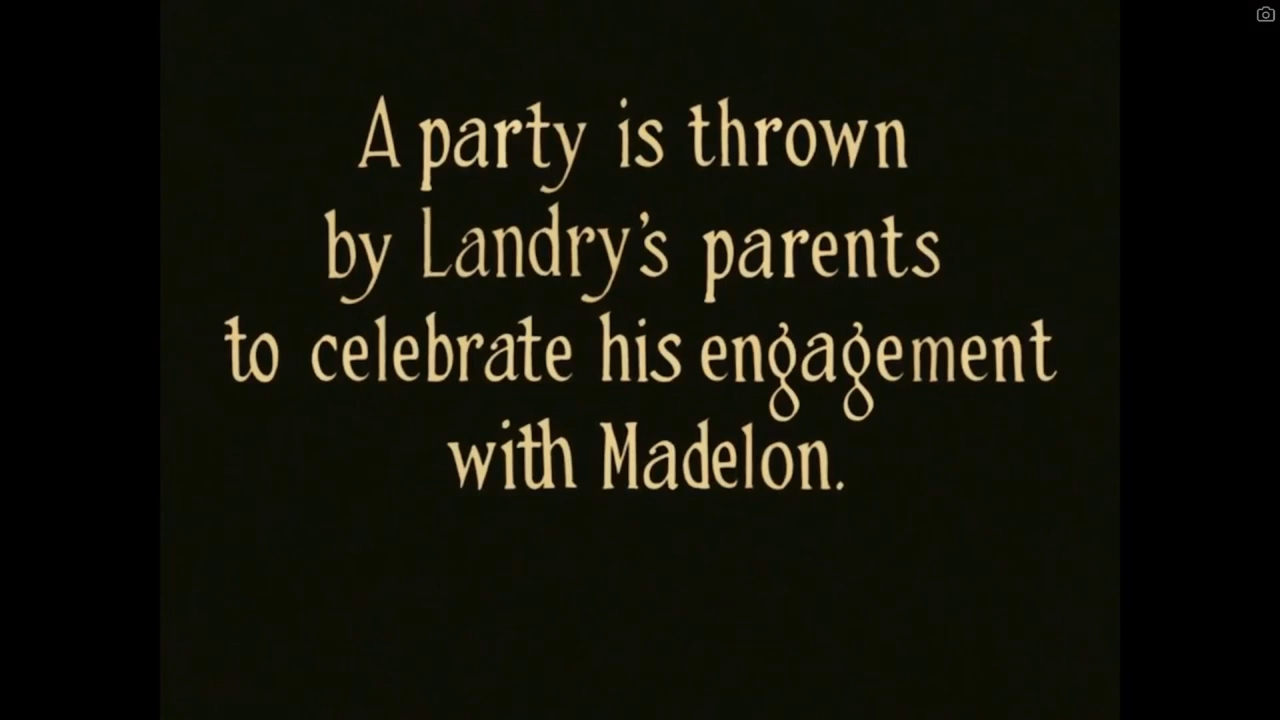 A party is thrown
by Landry's parents
to celebrate his engagement
with Madelon.